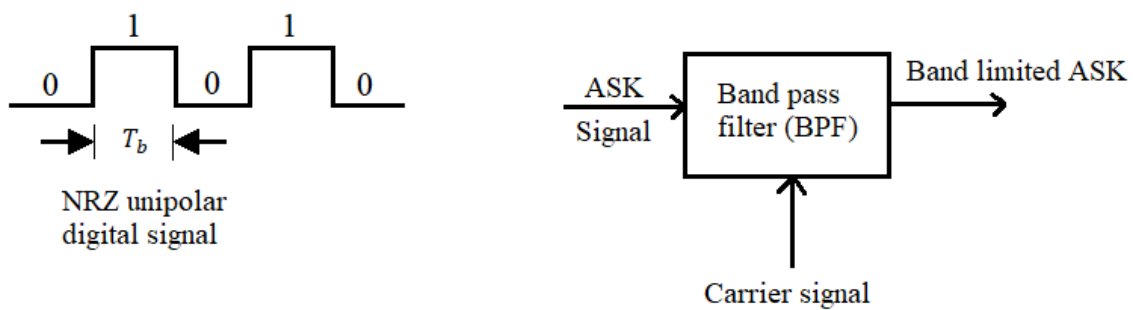 0 1 0 1 0
T_b
NRZ unipolar
digital signal
ASK
Signal
Band pass
filter (BPF)
Band limited ASK
Carrier signal